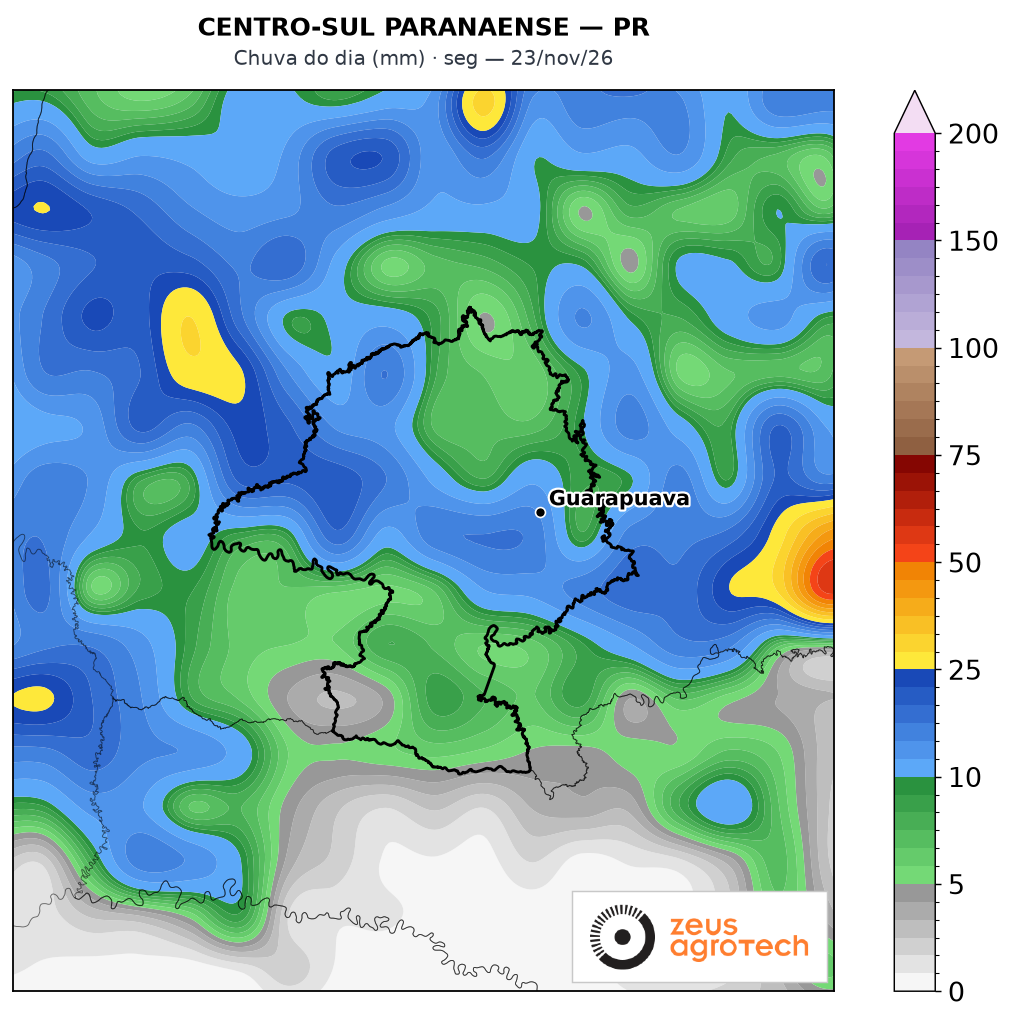 CENTRO-SUL PARANAENSE — PR
Chuva do dia (mm) · seg — 23/nov/26
200
150
100
75
50
25
10
5
0
Guarapuava
zeus
agrotech